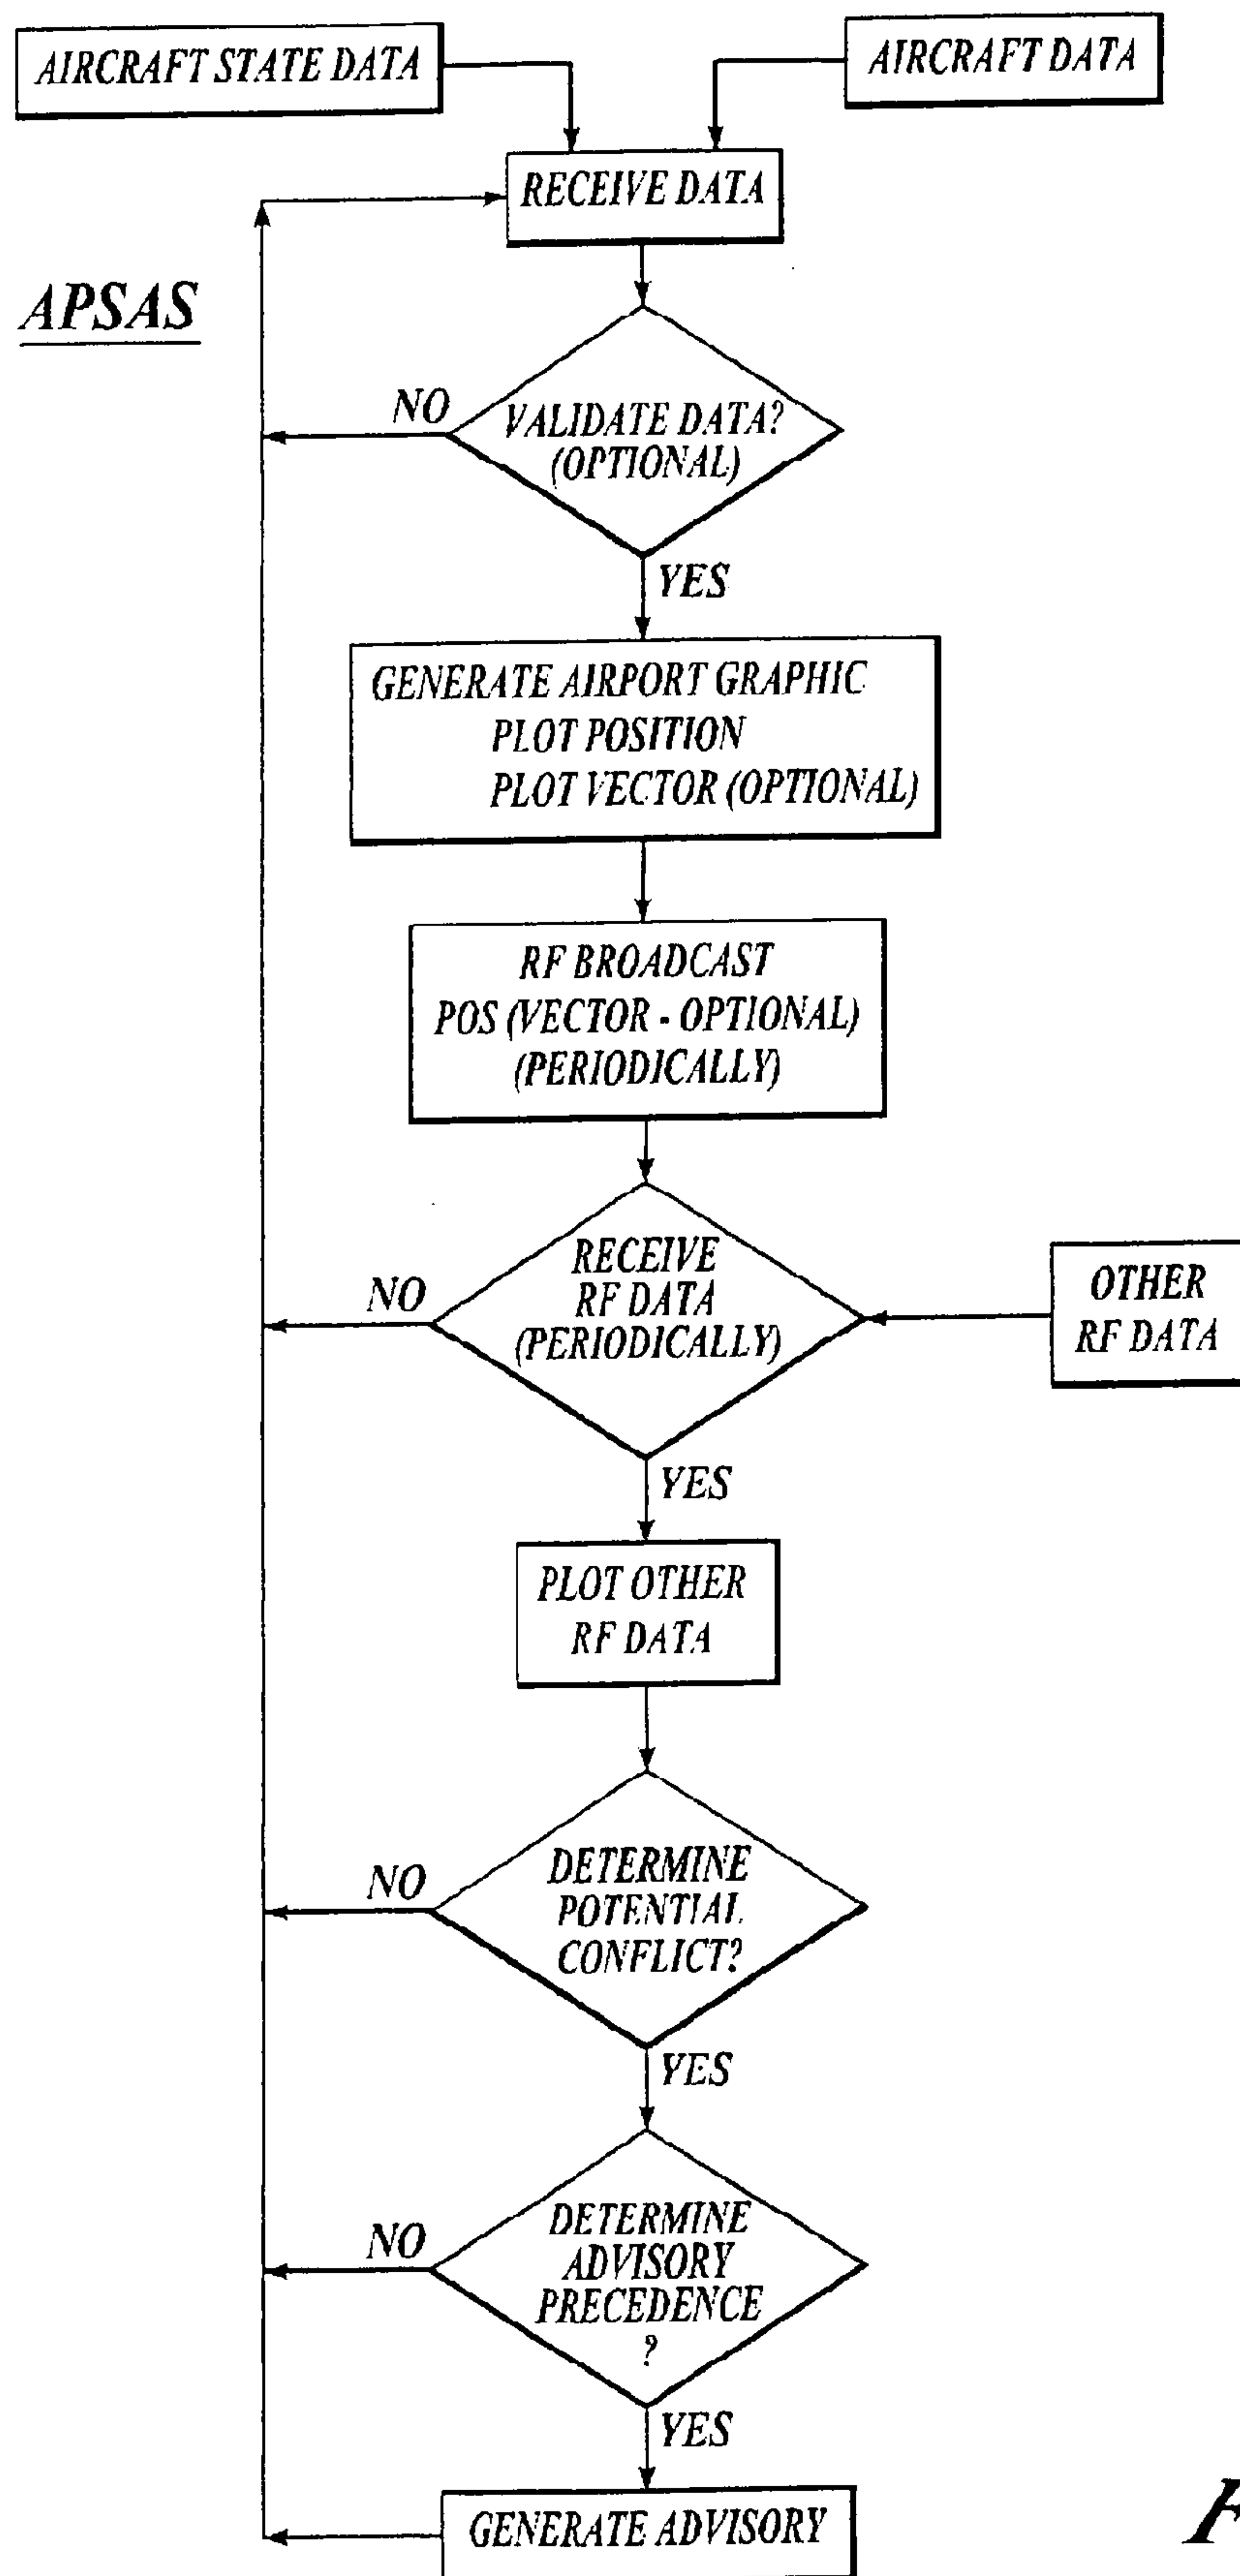 AIRCRAFT STATE DATA
AIRCRAFT DATA
RECEIVE DATA
APSAS
NO
VALIDATE DATA?
(OPTIONAL)
YES
GENERATE AIRPORT GRAPHIC
PLOT POSITION
PLOT VECTOR (OPTIONAL)
RF BROADCAST
POS (VECTOR - OPTIONAL)
(PERIODICALLY)
NO
RECEIVE
RF DATA
(PERIODICALLY)
OTHER
RF DATA
YES
PLOT OTHER
RF DATA
NO
DETERMINE
POTENTIAL
CONFLICT?
YES
NO
DETERMINE
ADVISORY
PRECEDENCE
?
YES
GENERATE ADVISORY